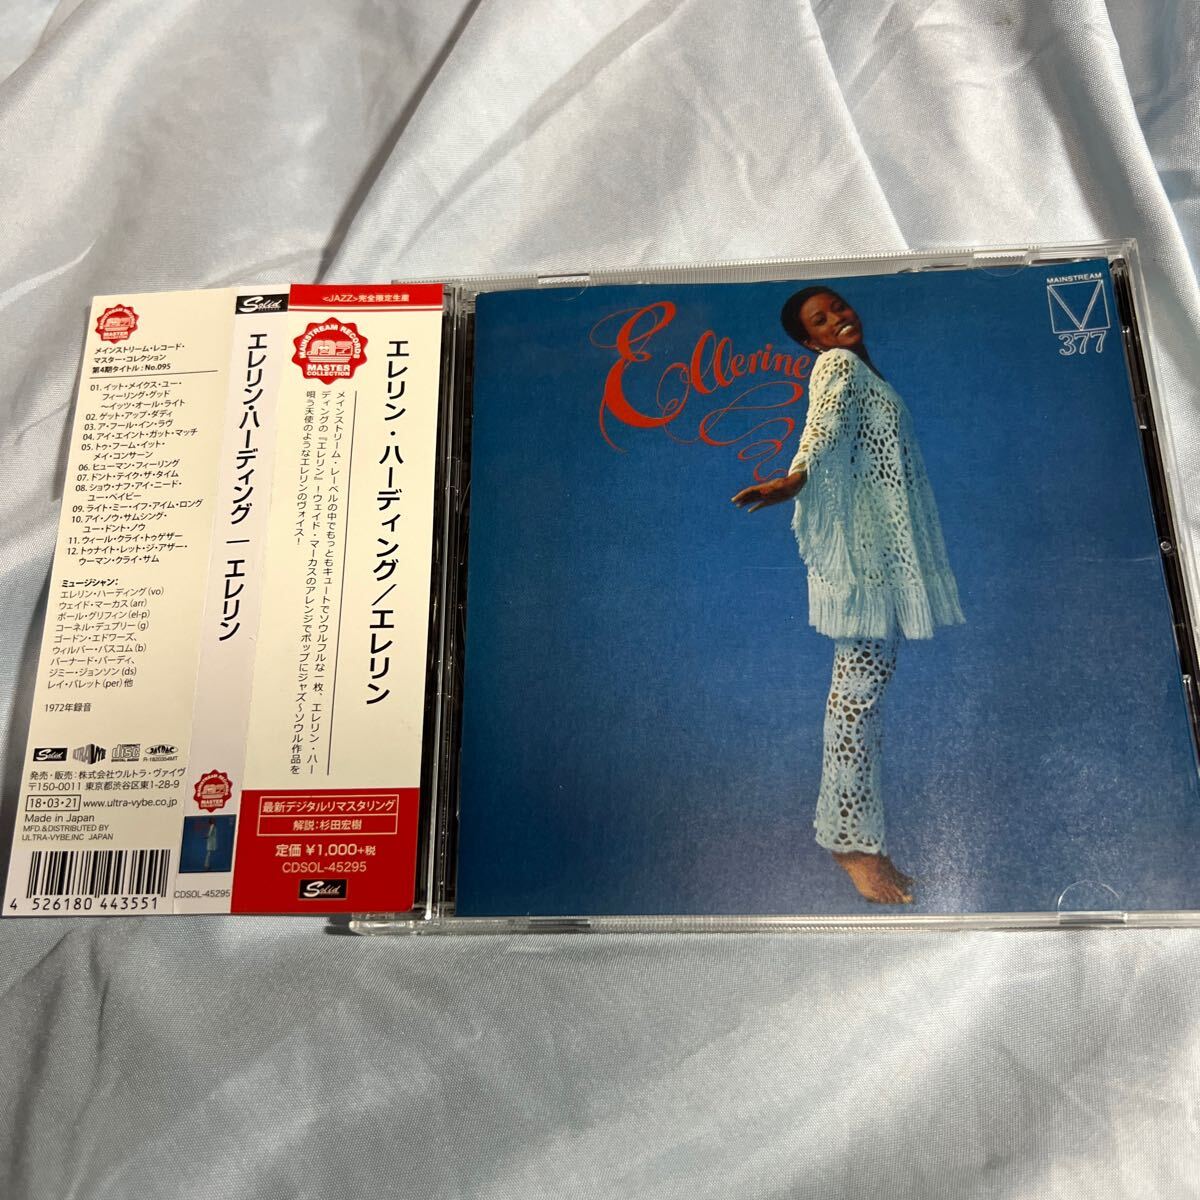 MAINSTREAM RECORDS
MASTER
COLLECTION
メインストリーム・レコード・
マスター・コレクション
第4期タイトル:No.095
01. イット・メイクス・ユー・
フィーリング・グッド
～イッツ・オール・ライト
02. ゲット・アップ・ダディ
03. ア・フール・イン・ラヴ
04. アイ・エイント・ガット・マッチ
05. トゥ・フーム・イット・
メイ・コンサーン
06. ヒューマン・フィーリング
07. ドント・テイク・ザ・タイム
08. ショウ・ナフ・アイ・ニード・
ユー・ベイビー
09. ライト・ミー・イフ・アイム・ロング
10. アイ・ノウ・サムシング・
ユー・ドント・ノウ
11. ウィール・クライ・トゥゲザー
12. トゥナイト・レット・ジ・アザー・
ウーマン・クライ・サム
ミュージシャン:
エレリン・ハーディング(vo)
ウェイド・マーカス(arr)
ポール・グリフィン(el-p)
コーネル・デュプリー(g)
ゴードン・エドワーズ、
ウィルバー・バスコム(b)
バーナード・パーディ、
ジミー・ジョンソン(ds)
レイ・バレット(per)他
1972年録音
Solid
ULTRA-VYBE
disc
DIGITAL AUDIO
JASRAC
R-1820354MT
発売・販売:株式会社ウルトラ・ヴァイヴ
〒150-0011 東京都渋谷区東1-28-9
18・03・21 www.ultra-vybe.co.jp
Made in Japan
MFD.&DISTRIBUTED BY
ULTRA-VYBE,INC JAPAN
4 526180 443551
Solid
エレリン・ハーディング ― エレリン
CDSOL-45295
<JAZZ>完全限定生産
MAINSTREAM RECORDS
MASTER
COLLECTION
エレリン・ハーディング/エレリン
メインストリーム・レーベルの中でもっともキュートでソウルフルな一枚、エレリン・ハー
ディングの『エレリン』!ウェイド・マーカスのアレンジでポップにジャズ～ソウル作品を
唄う天使のようなエレリンのヴォイス!
最新デジタルリマスタリング
解説:杉田宏樹
定価 ¥1,000+税
CDSOL-45295
Solid
Ellerine
MAINSTREAM
377